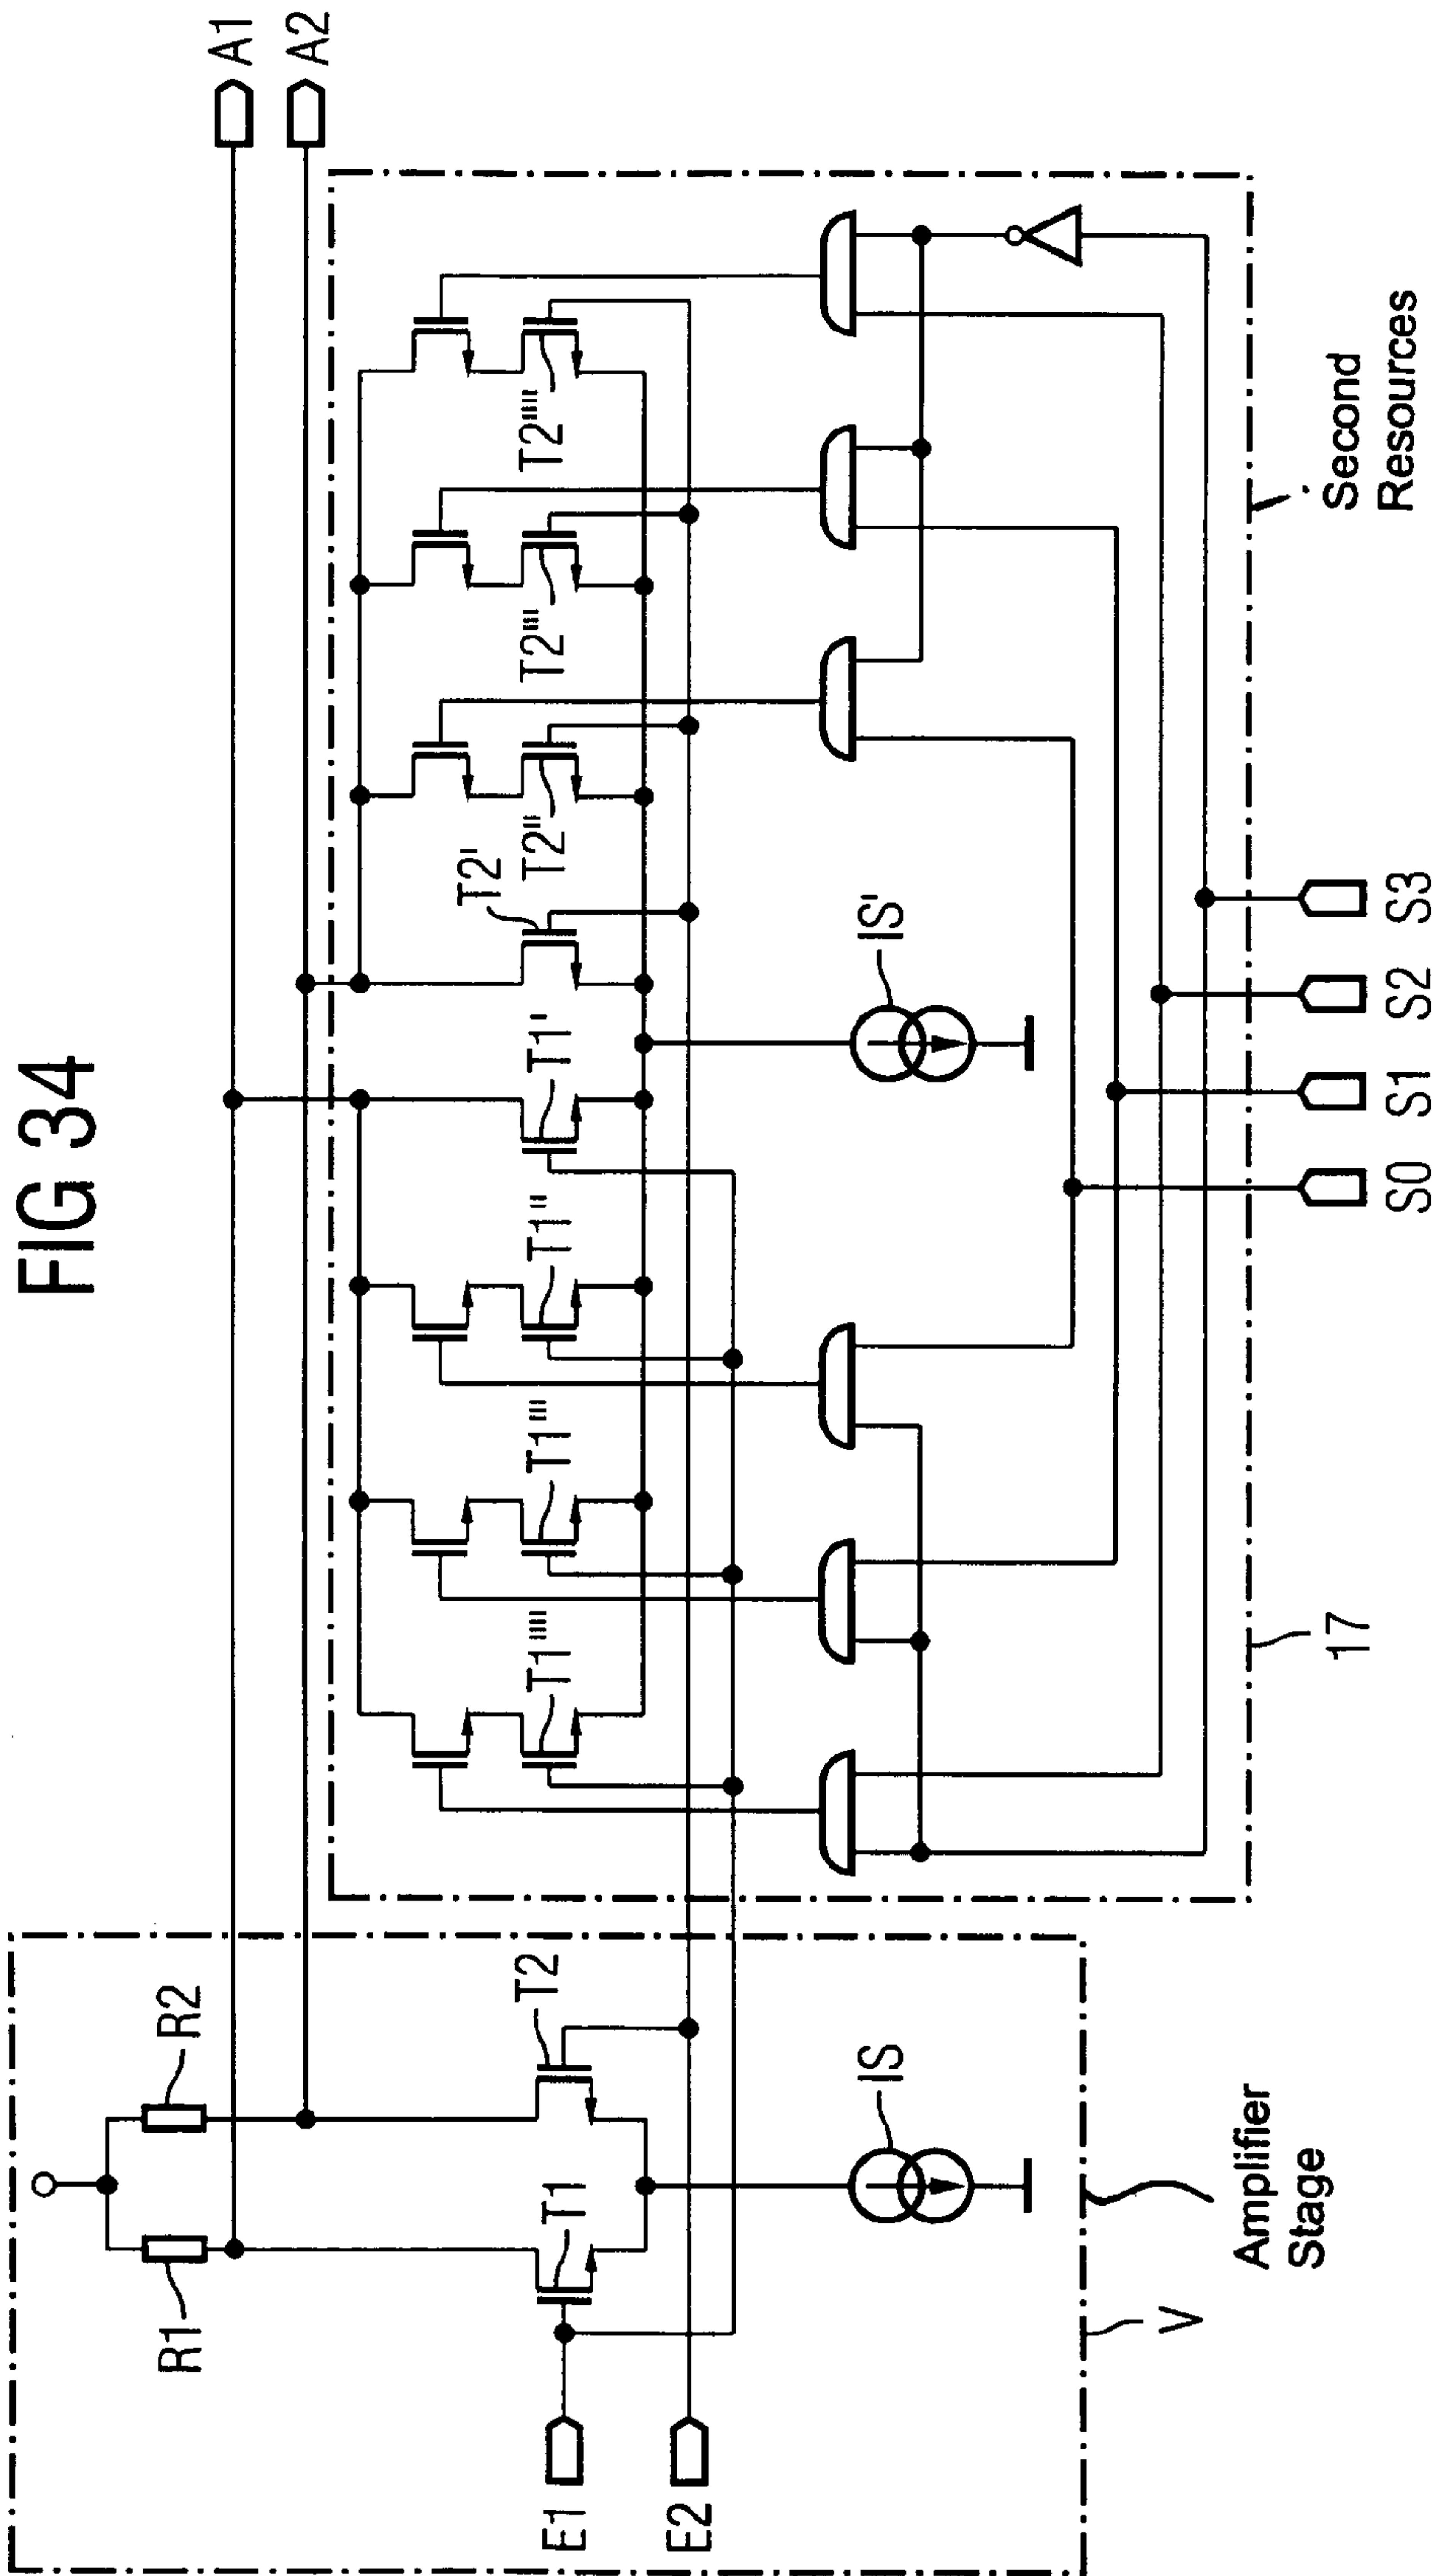 FIG 34
A1
A2
R1
R2
T1
T2
E1
E2
IS
V
Amplifier
Stage
T1''''
T1'''
T1''
T1'
T2'
T2''
T2'''
T2''''
IS'
17
S0
S1
S2
S3
Second
Resources